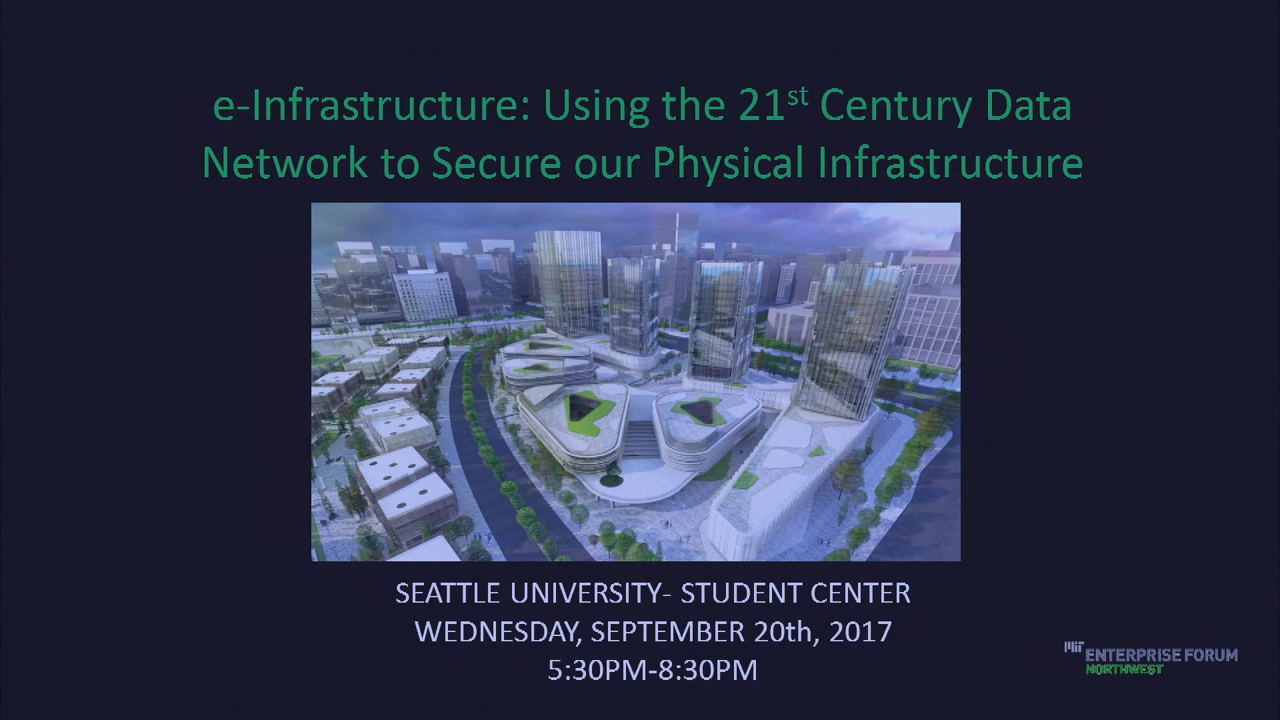 e-Infrastructure: Using the 21st Century Data
Network to Secure our Physical Infrastructure
SEATTLE UNIVERSITY- STUDENT CENTER
WEDNESDAY, SEPTEMBER 20th, 2017
5:30PM-8:30PM
MIT ENTERPRISE FORUM
NORTHWEST